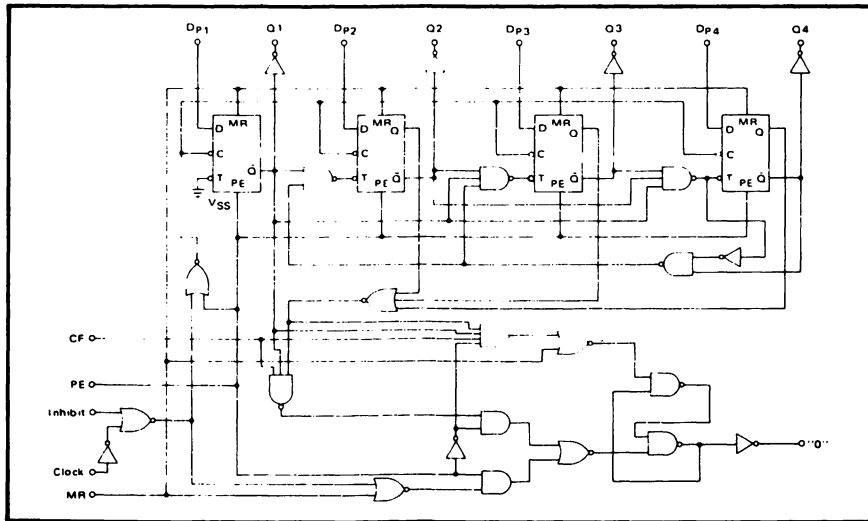 DP1 Q1 DP2 Q2 DP3 Q3 DP4 Q4
MR MR MR
D D Q D Q D Q
C C C C
T Q̄ T PE Q̄ T PE Q̄ T PE Q̄
PE
VSS
CF
PE
Inhibit
Clock
MR
"0"